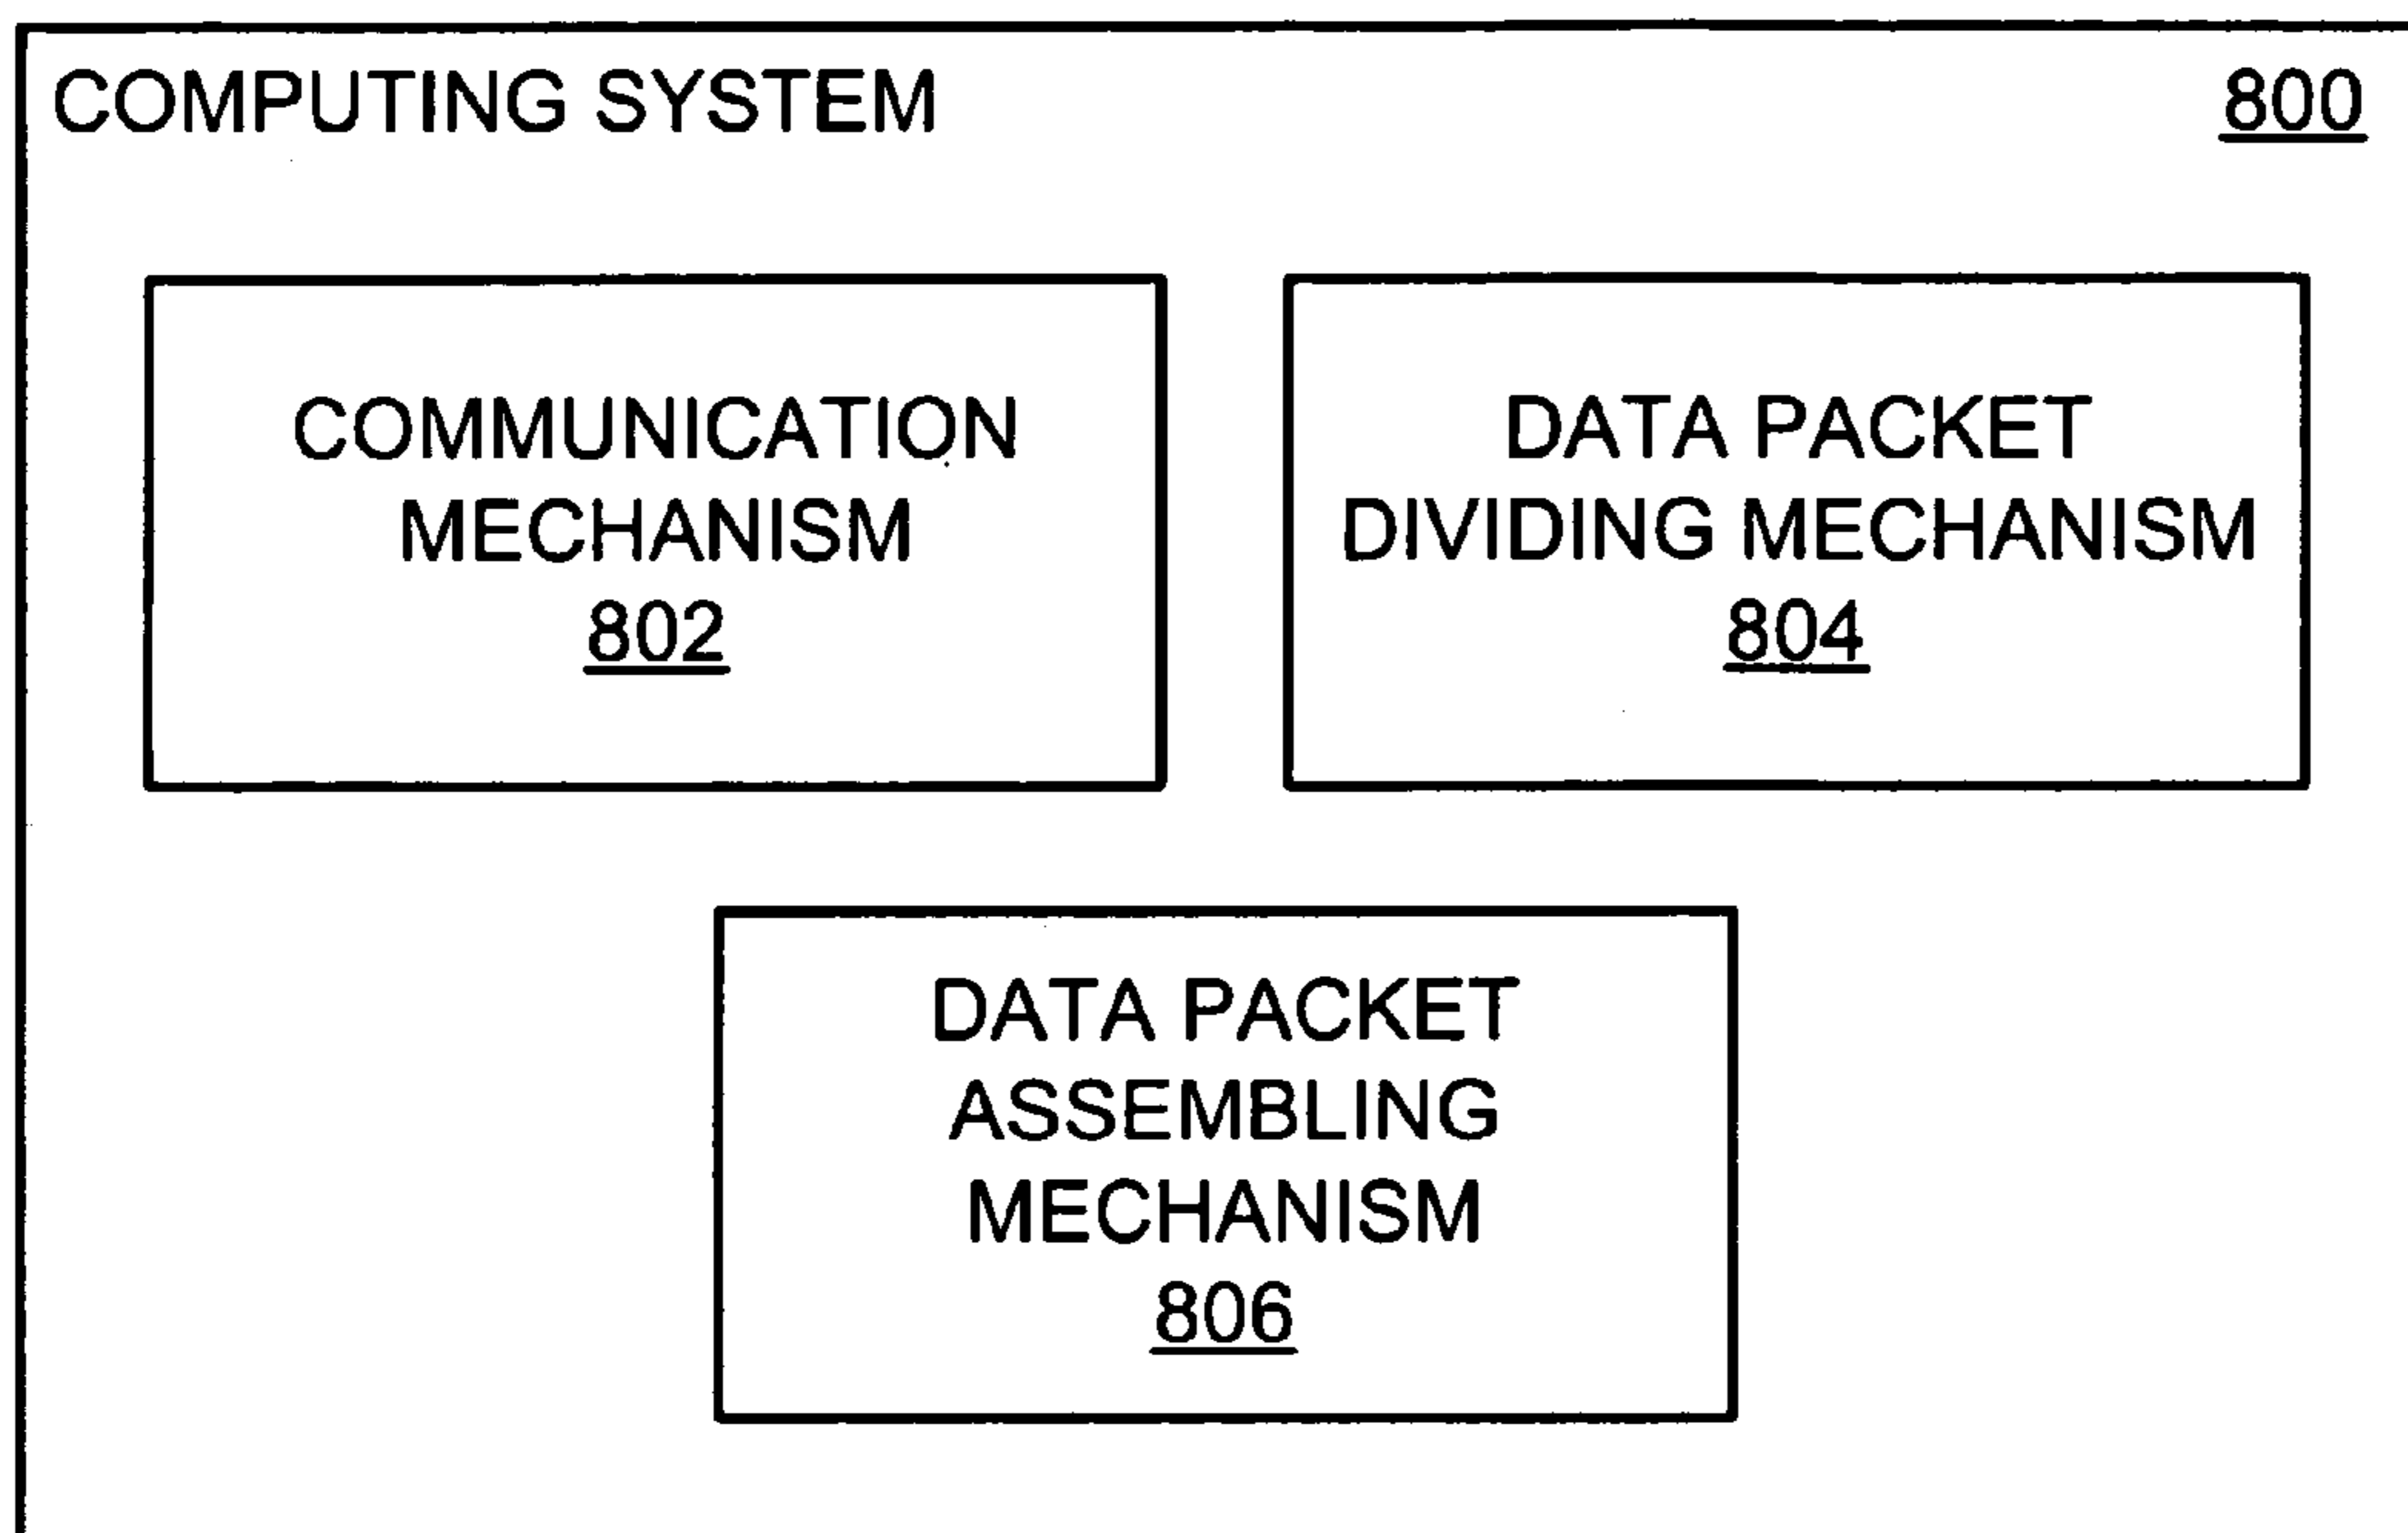 COMPUTING SYSTEM 800
COMMUNICATION
MECHANISM
802
DATA PACKET
DIVIDING MECHANISM
804
DATA PACKET
ASSEMBLING
MECHANISM
806